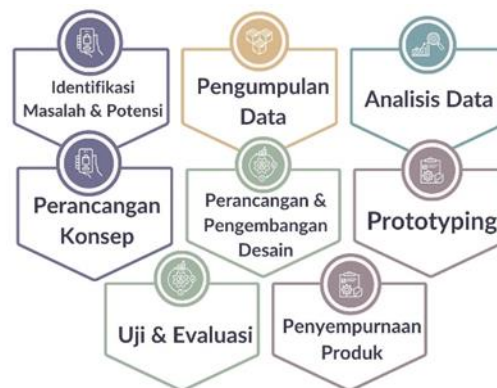 Identifikasi
Masalah & Potensi
Pengumpulan
Data
Analisis Data
Perancangan
Konsep
Perancangan &
Pengembangan
Desain
Prototyping
Uji & Evaluasi
Penyempurnaan
Produk